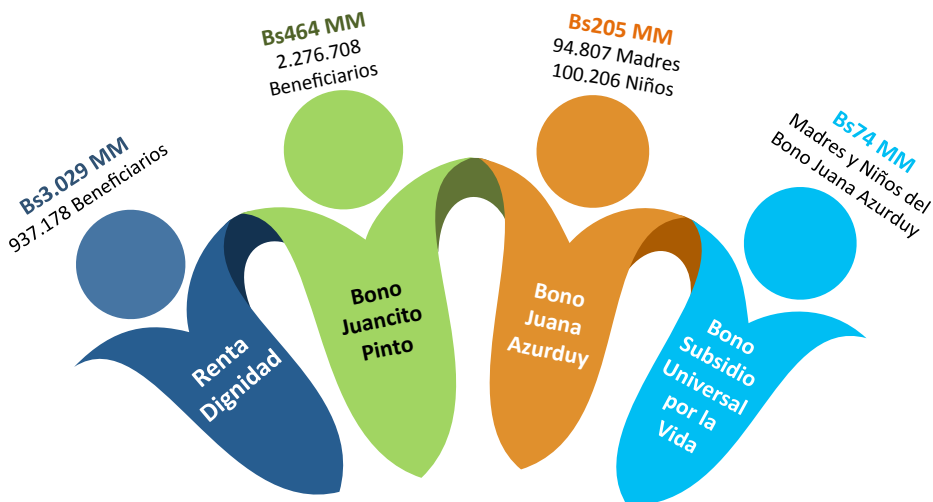 Bs3.029 MM
937.178 Beneficiarios
Renta
Dignidad
Bs464 MM
2.276.708
Beneficiarios
Bono
Juancito
Pinto
Bs205 MM
94.807 Madres
100.206 Niños
Bono
Juana
Azurduy
Bs74 MM
Madres y Niños del
Bono Juana Azurduy
Bono
Subsidio
Universal
por la
Vida